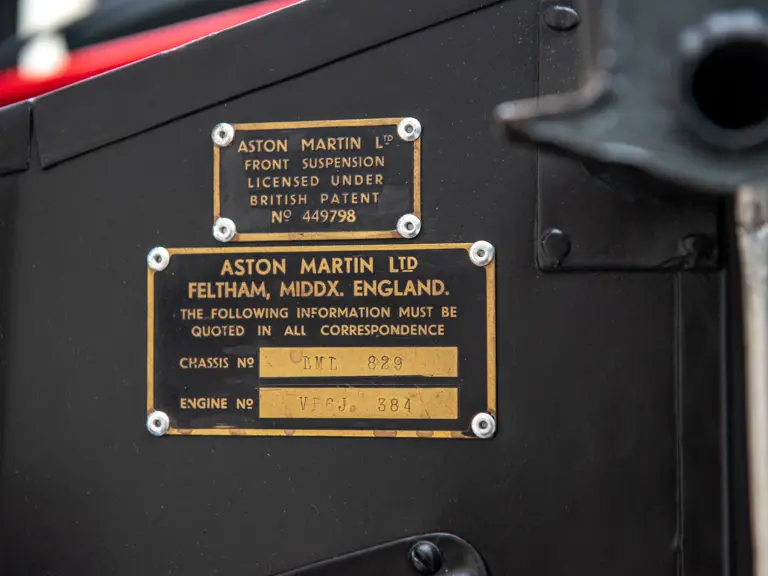 ASTON MARTIN LTD
FRONT SUSPENSION
LICENSED UNDER
BRITISH PATENT
Nº 449798
ASTON MARTIN LTD
FELTHAM, MIDDX. ENGLAND.
THE FOLLOWING INFORMATION MUST BE
QUOTED IN ALL CORRESPONDENCE
CHASSIS Nº LML 829
ENGINE Nº VF6J. 384